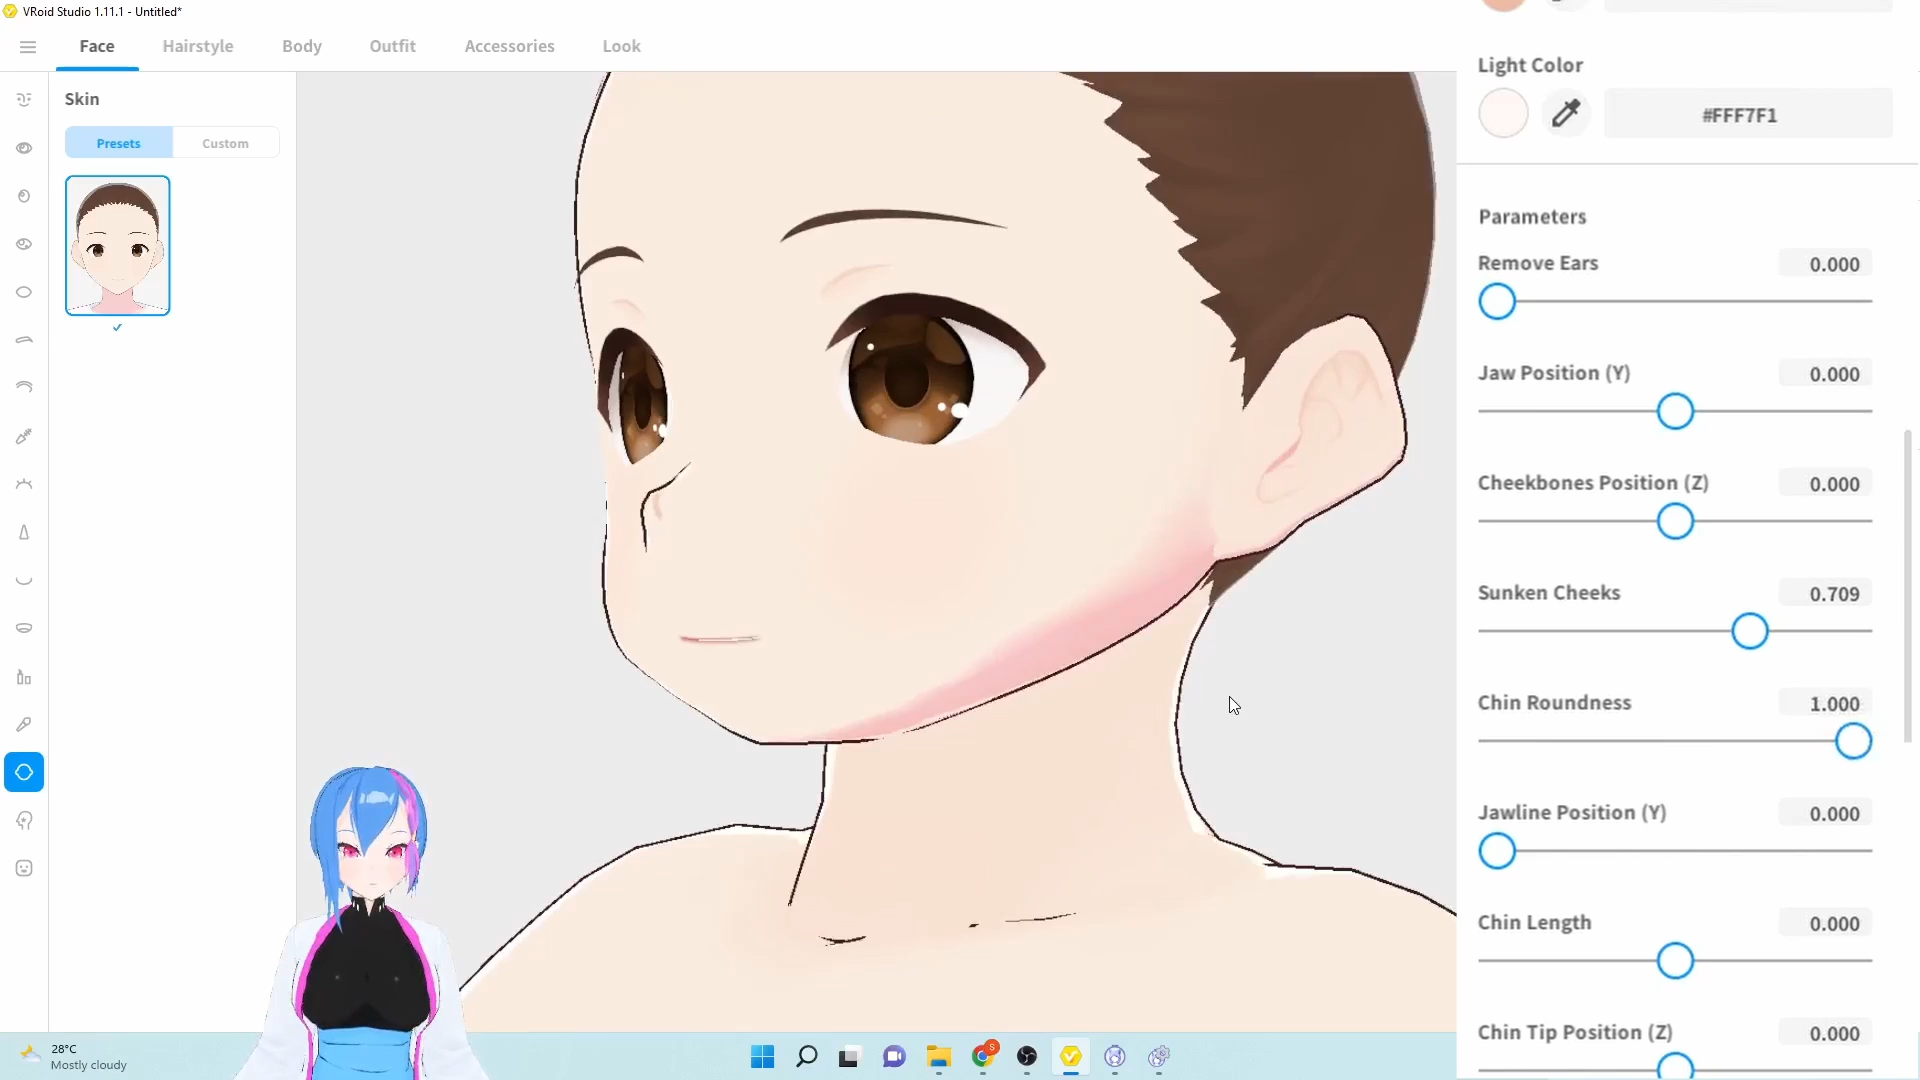 VRoid Studio 1.11.1 - Untitled*
Face
Hairstyle
Body
Outfit
Accessories
Look
Skin
Presets
Custom
Light Color
#FFF7F1
Parameters
Remove Ears
0.000
Jaw Position (Y)
0.000
Cheekbones Position (Z)
0.000
Sunken Cheeks
0.709
Chin Roundness
1.000
Jawline Position (Y)
0.000
Chin Length
0.000
Chin Tip Position (Z)
0.000
28°C
Mostly cloudy
S